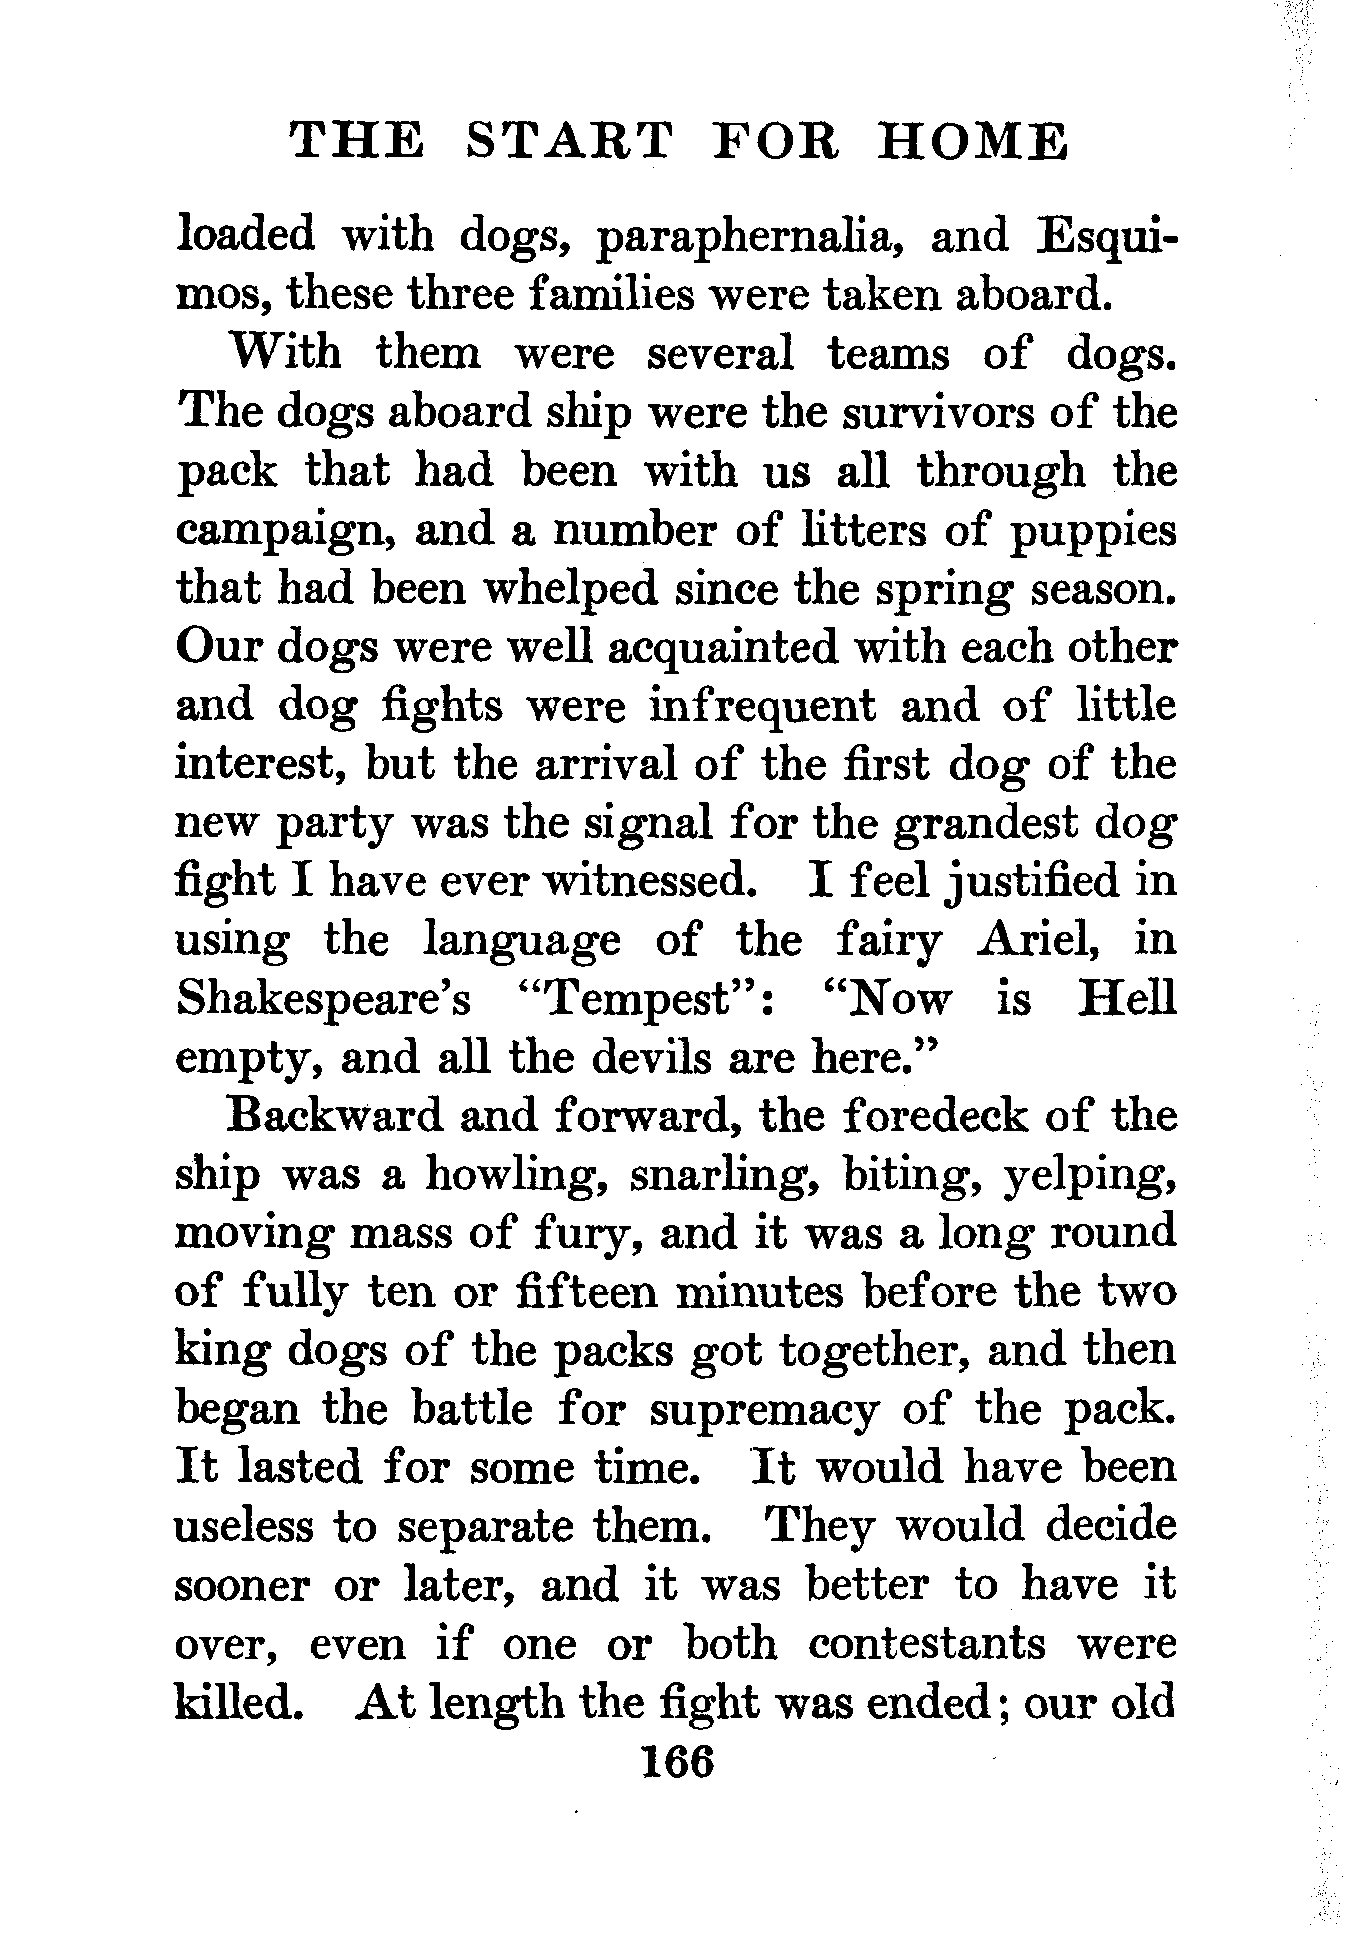 THE START FOR HOME
loaded with dogs, paraphernalia, and Esqui-
mos, these three families were taken aboard.
With them were several teams of dogs.
The dogs aboard ship were the survivors of the
pack that had been with us all through the
campaign, and a number of litters of puppies
that had been whelped since the spring season.
Our dogs were well acquainted with each other
and dog fights were infrequent and of little
interest, but the arrival of the first dog of the
new party was the signal for the grandest dog
fight I have ever witnessed. I feel justified in
using the language of the fairy Ariel, in
Shakespeare's "Tempest": "Now is Hell
empty, and all the devils are here."
Backward and forward, the foredeck of the
ship was a howling, snarling, biting, yelping,
moving mass of fury, and it was a long round
of fully ten or fifteen minutes before the two
king dogs of the packs got together, and then
began the battle for supremacy of the pack.
It lasted for some time. It would have been
useless to separate them. They would decide
sooner or later, and it was better to have it
over, even if one or both contestants were
killed. At length the fight was ended; our old
166